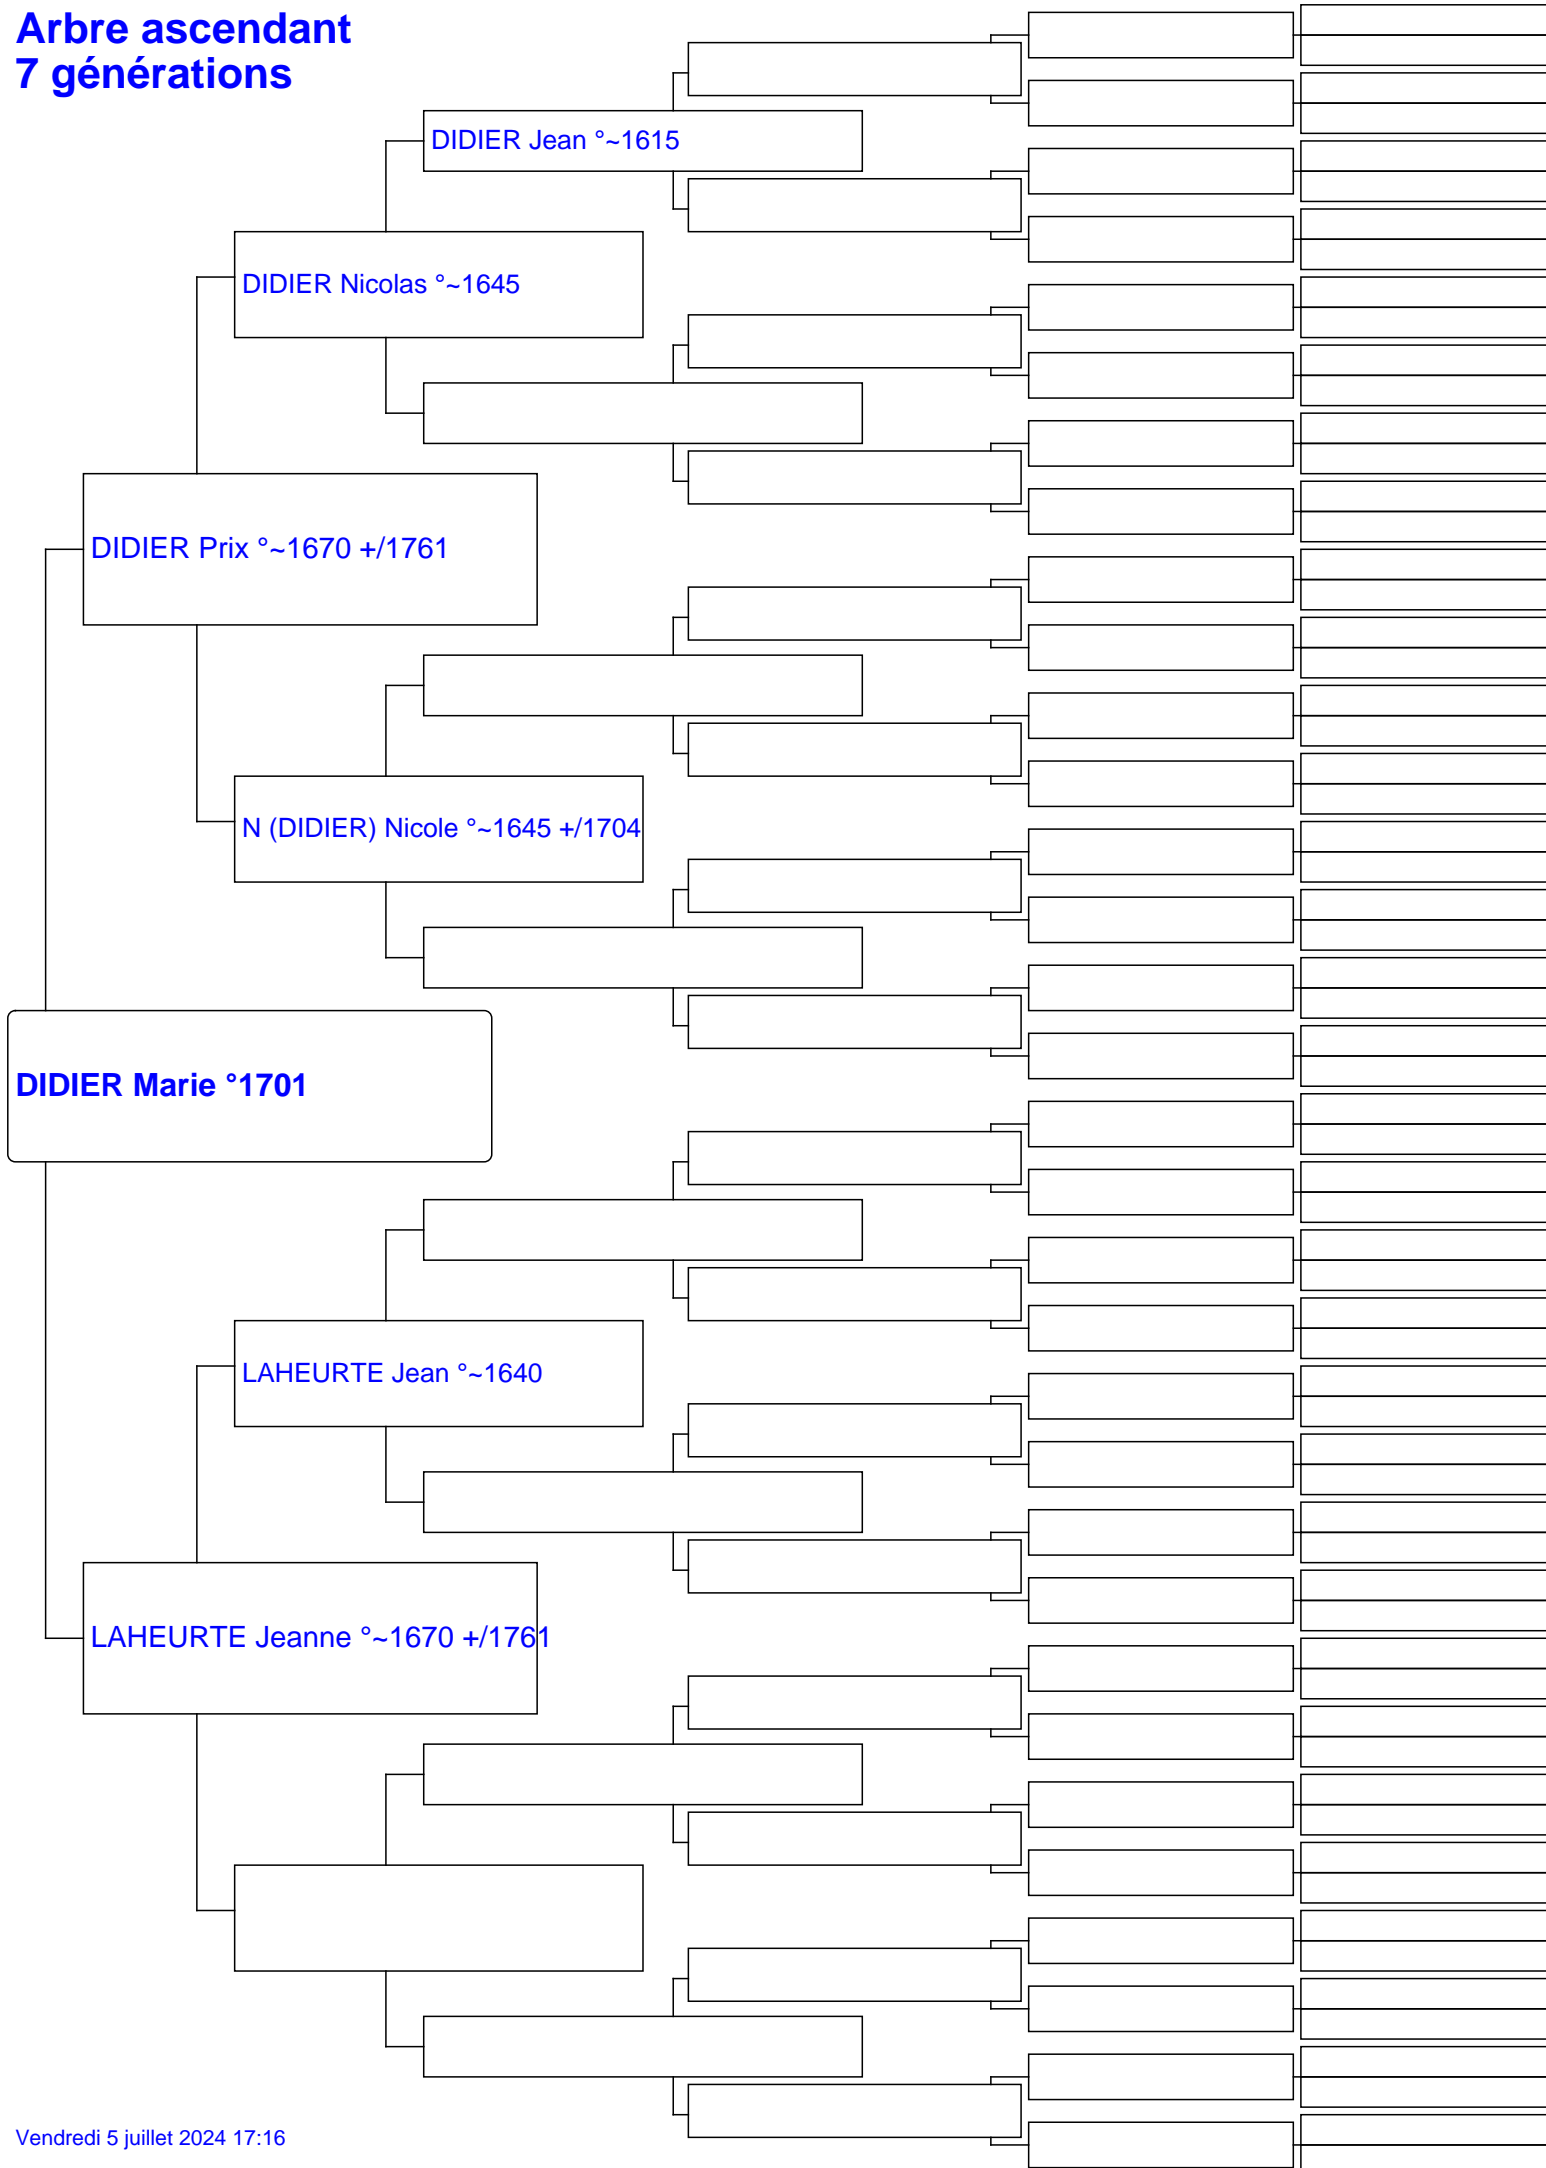 Arbre ascendant
7 générations
DIDIER Jean °~1615
DIDIER Nicolas °~1645
DIDIER Prix °~1670 +/1761
N (DIDIER) Nicole °~1645 +/1704
DIDIER Marie °1701
LAHEURTE Jean °~1640
LAHEURTE Jeanne °~1670 +/1761
Vendredi 5 juillet 2024 17:16